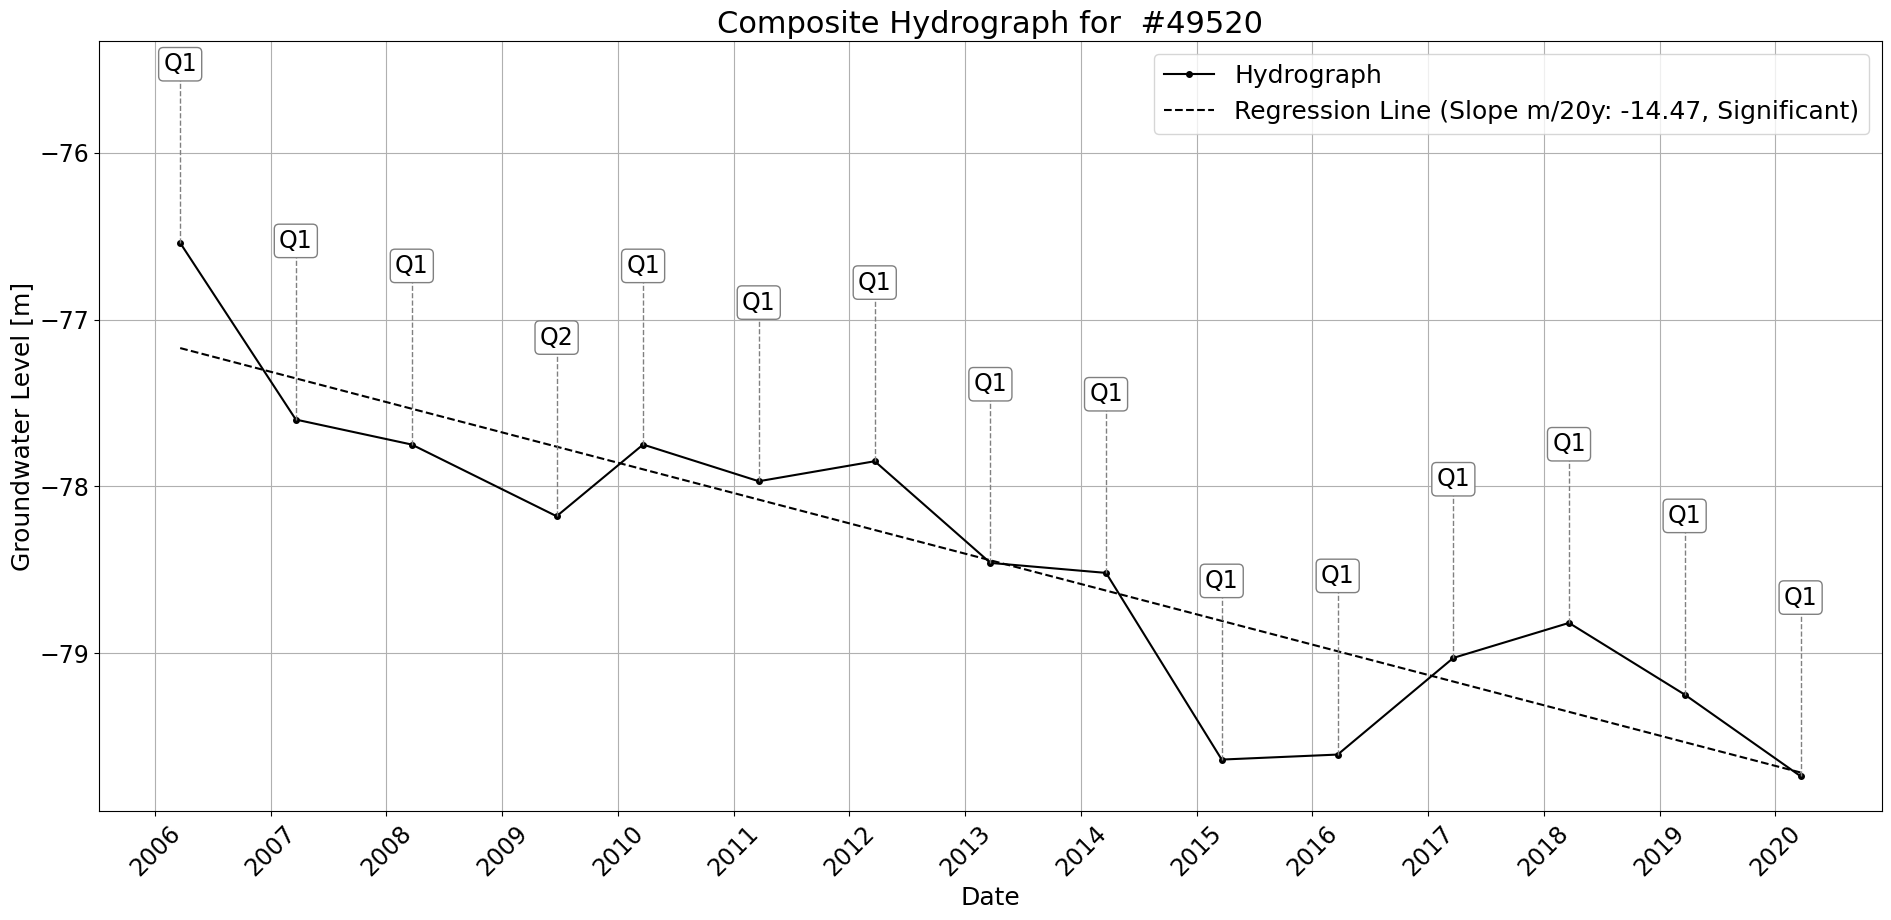 Composite Hydrograph for  #49520
Hydrograph
Regression Line (Slope m/20y: -14.47, Significant)
Groundwater Level [m]
−76
−77
−78
−79
Q1
Q1
Q1
Q2
Q1
Q1
Q1
Q1
Q1
Q1
Q1
Q1
Q1
Q1
Q1
2006
2007
2008
2009
2010
2011
2012
2013
2014
2015
2016
2017
2018
2019
2020
Date